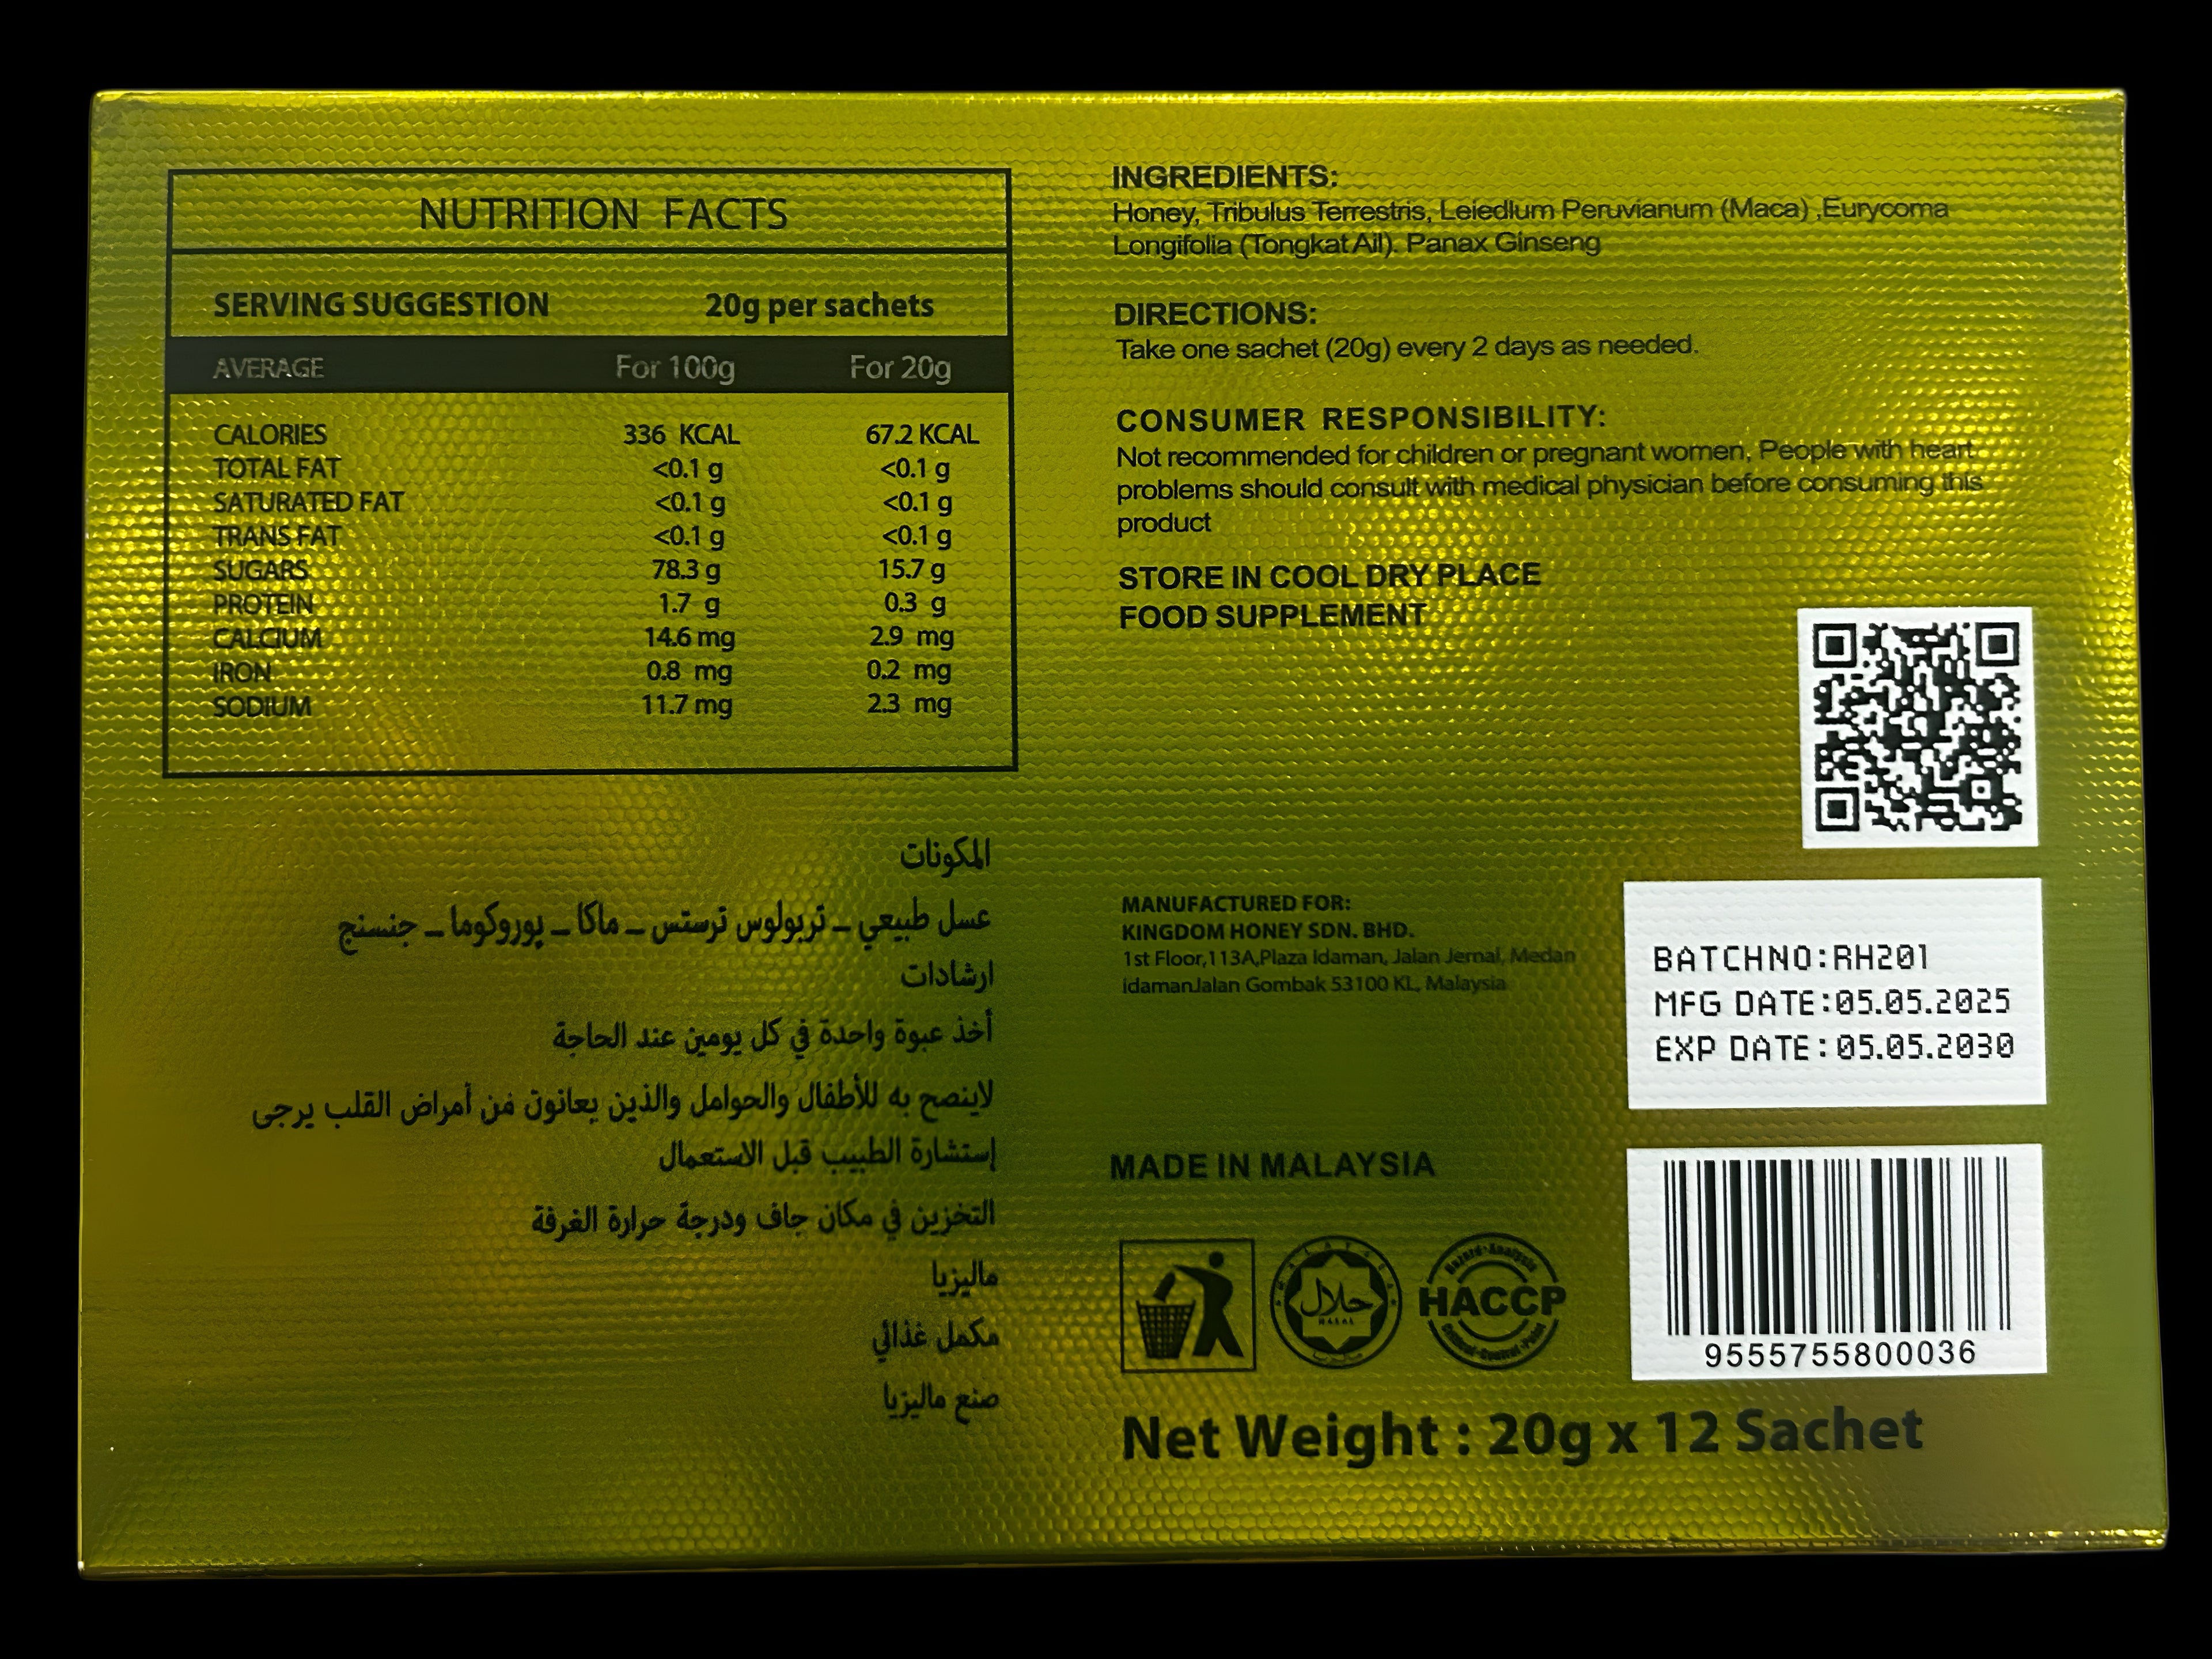 NUTRITION FACTS
SERVING SUGGESTION 20g per sachets
AVERAGE For 100g For 20g
CALORIES 336 KCAL 67.2 KCAL
TOTAL FAT <0.1 g <0.1 g
SATURATED FAT <0.1 g <0.1 g
TRANS FAT <0.1 g <0.1 g
SUGARS 78.3 g 15.7 g
PROTEIN 1.7 g 0.3 g
CALCIUM 14.6 mg 2.9 mg
IRON 0.8 mg 0.2 mg
SODIUM 11.7 mg 2.3 mg
المكونات
عسل طبيعي – تربولوس ترستس – ماكا – يوروكوما – جنسنج
ارشادات
أخذ عبوة واحدة في كل يومين عند الحاجة
لاينصح به للأطفال والحوامل والذين يعانون من أمراض القلب يرجى
إستشارة الطبيب قبل الاستعمال
التخزين في مكان جاف ودرجة حرارة الغرفة
ماليزيا
مكمل غذائي
صنع ماليزيا
INGREDIENTS:
Honey, Tribulus Terrestris, Leiedlum Peruvianum (Maca) ,Eurycoma
Longifolia (Tongkat Ail). Panax Ginseng
DIRECTIONS:
Take one sachet (20g) every 2 days as needed.
CONSUMER RESPONSIBILITY:
Not recommended for children or pregnant women, People with heart
problems should consult with medical physician before consuming this
product
STORE IN COOL DRY PLACE
FOOD SUPPLEMENT
MANUFACTURED FOR:
KINGDOM HONEY SDN. BHD.
1st Floor,113A,Plaza Idaman, Jalan Jernal, Medan
idamanJalan Gombak 53100 KL, Malaysia
BATCHNO:RH201
MFG DATE:05.05.2025
EXP DATE:05.05.2030
MADE IN MALAYSIA
حلال
HALAL
Hazard·Analysis
HACCP
Critical·Control·Point
9555755800036
Net Weight : 20g x 12 Sachet